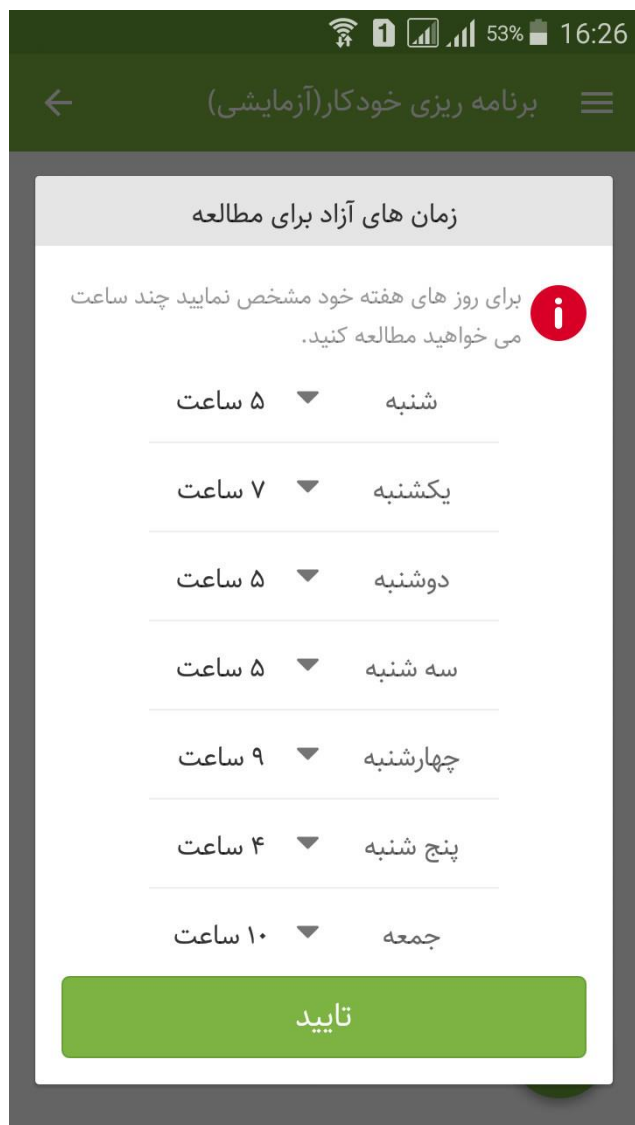 53% 16:26
1
برنامه ریزی خودکار(آزمایشی)
زمان های آزاد برای مطالعه
برای روز های هفته خود مشخص نمایید چند ساعت
می خواهید مطالعه کنید.
شنبه ۵ ساعت
یکشنبه ۷ ساعت
دوشنبه ۵ ساعت
سه شنبه ۵ ساعت
چهارشنبه ۹ ساعت
پنج شنبه ۴ ساعت
جمعه ۱۰ ساعت
تایید